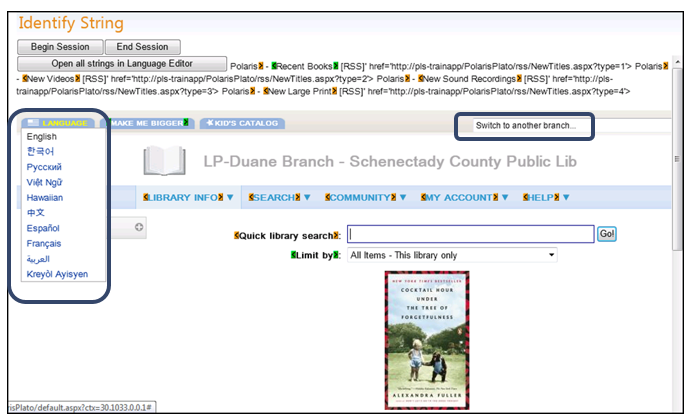 Identify String
Begin Session End Session
Open all strings in Language Editor Polaris? - <Recent Books? [RSS]' href='http://pls-trainapp/PolarisPlato/rss/NewTitles.aspx?type=1'> Polaris?
- <New Videos? [RSS]' href='http://pls-trainapp/PolarisPlato/rss/NewTitles.aspx?type=2'> Polaris? - <New Sound Recordings? [RSS]' href='http://pls-
trainapp/PolarisPlato/rss/NewTitles.aspx?type=3'> Polaris? - <New Large Print? [RSS]' href='http://pls-trainapp/PolarisPlato/rss/NewTitles.aspx?type=4'>
LANGUAGE MAKE ME BIGGER? <KID'S CATALOG Switch to another branch...
English
한국어
Русский
Việt Ngữ
Hawaiian
中文
Español
Français
العربية
Kreyòl Ayisyen
LP-Duane Branch - Schenectady County Public Lib
<LIBRARY INFO? ▼ <SEARCH? ▼ <COMMUNITY? ▼ <MY ACCOUNT? ▼ <HELP? ▼
<Quick library search?: Go!
<Limit by?: All Items - This library only
NEW YORK TIMES BESTSELLER
COCKTAIL HOUR
UNDER
THE TREE OF
FORGETFULNESS
ALEXANDRA FULLER
risPlato/default.aspx?ctx=30.1033.0.0.1#